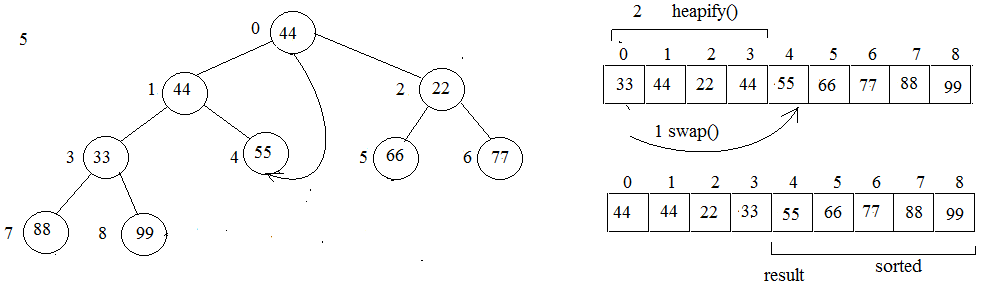 5
0 44
1 44
2 22
3 33
4 55
5 66
6 77
7 88
8 99
2 heapify()
0 1 2 3 4 5 6 7 8
33 44 22 44 55 66 77 88 99
1 swap()
0 1 2 3 4 5 6 7 8
44 44 22 33 55 66 77 88 99
result sorted